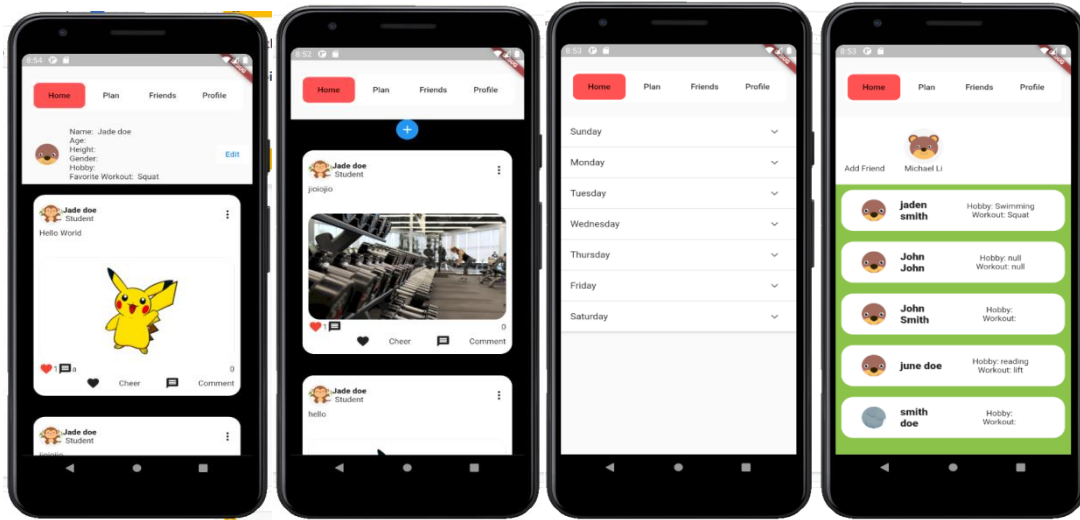 8:54
Home Plan Friends Profile
Name: Jade doe
Age:
Height:
Gender:
Hobby:
Favorite Workout: Squat
Edit
Jade doe
Student
Hello World
1 a 0
Cheer Comment
Jade doe
Student
8:52
Home Plan Friends Profile
+
Jade doe
Student
jioiojio
1 0
Cheer Comment
Jade doe
Student
hello
8:53
Home Plan Friends Profile
Sunday
Monday
Tuesday
Wednesday
Thursday
Friday
Saturday
8:53
Home Plan Friends Profile
Add Friend Michael Li
jaden smith
Hobby: Swimming
Workout: Squat
John John
Hobby: null
Workout: null
John Smith
Hobby:
Workout:
june doe
Hobby: reading
Workout: lift
smith doe
Hobby:
Workout: